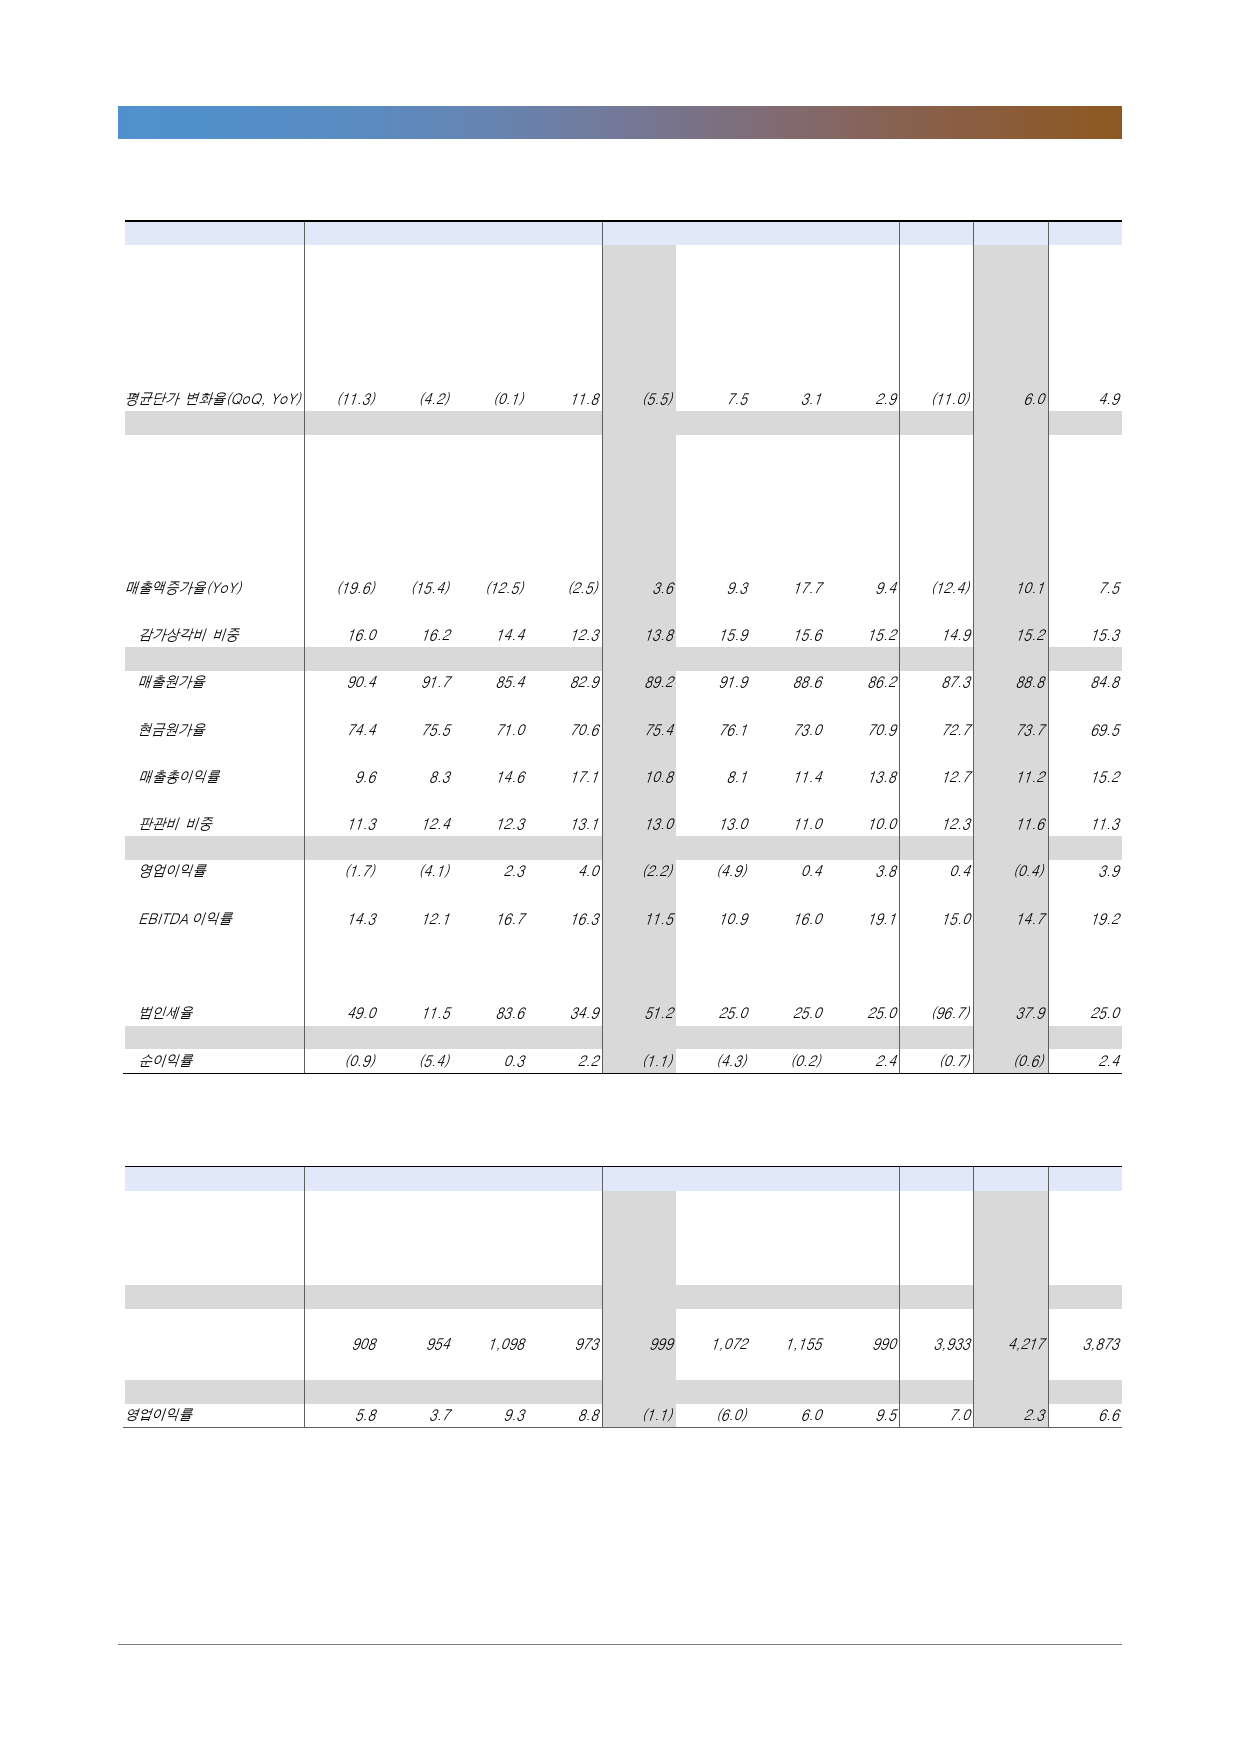 평균단가 변화율(QoQ, YoY) (11.3) (4.2) (0.1) 11.8 (5.5) 7.5 3.1 2.9 (11.0) 6.0 4.9
매출액증가율(YoY) (19.6) (15.4) (12.5) (2.5) 3.6 9.3 17.7 9.4 (12.4) 10.1 7.5
감가상각비 비중 16.0 16.2 14.4 12.3 13.8 15.9 15.6 15.2 14.9 15.2 15.3
매출원가율 90.4 91.7 85.4 82.9 89.2 91.9 88.6 86.2 87.3 88.8 84.8
현금원가율 74.4 75.5 71.0 70.6 75.4 76.1 73.0 70.9 72.7 73.7 69.5
매출총이익률 9.6 8.3 14.6 17.1 10.8 8.1 11.4 13.8 12.7 11.2 15.2
판관비 비중 11.3 12.4 12.3 13.1 13.0 13.0 11.0 10.0 12.3 11.6 11.3
영업이익률 (1.7) (4.1) 2.3 4.0 (2.2) (4.9) 0.4 3.8 0.4 (0.4) 3.9
EBITDA 이익률 14.3 12.1 16.7 16.3 11.5 10.9 16.0 19.1 15.0 14.7 19.2
법인세율 49.0 11.5 83.6 34.9 51.2 25.0 25.0 25.0 (96.7) 37.9 25.0
순이익률 (0.9) (5.4) 0.3 2.2 (1.1) (4.3) (0.2) 2.4 (0.7) (0.6) 2.4
908 954 1,098 973 999 1,072 1,155 990 3,933 4,217 3,873
영업이익률 5.8 3.7 9.3 8.8 (1.1) (6.0) 6.0 9.5 7.0 2.3 6.6